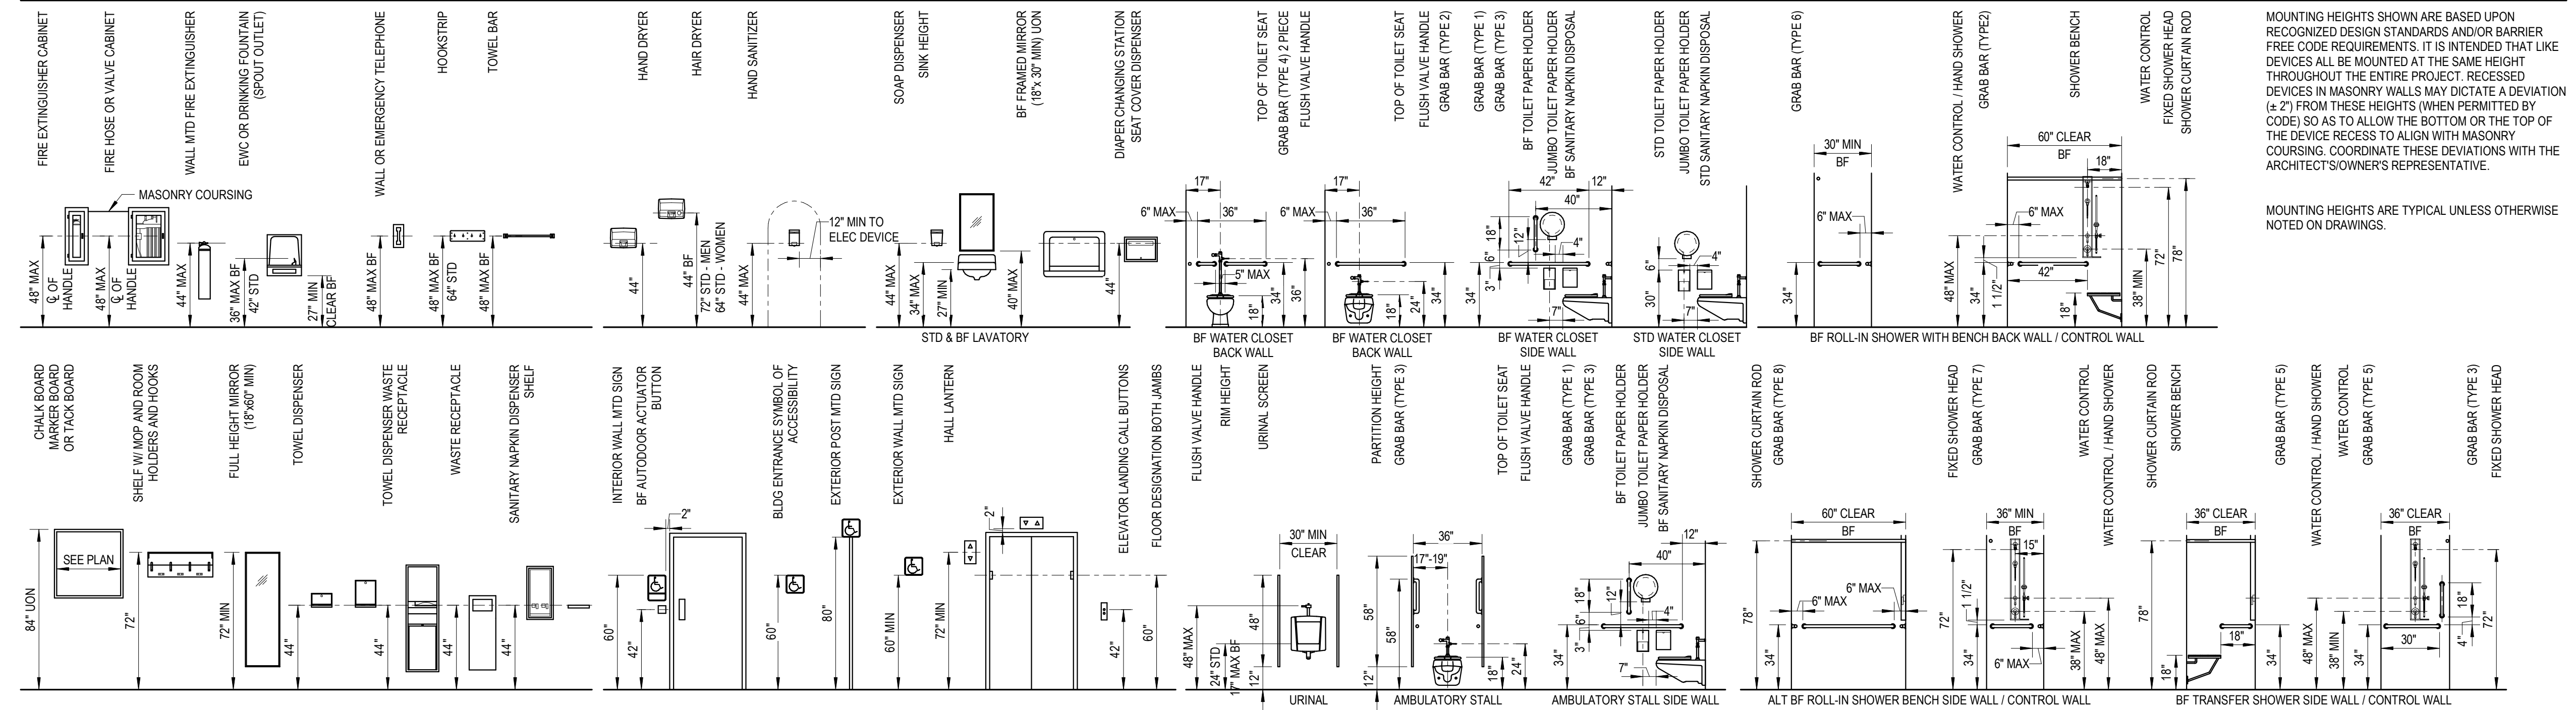 FIRE EXTINGUISHER CABINET
FIRE HOSE OR VALVE CABINET
WALL MTD FIRE EXTINGUISHER
EWC OR DRINKING FOUNTAIN
(SPOUT OUTLET)
WALL OR EMERGENCY TELEPHONE
HOOKSTRIP
TOWEL BAR
MASONRY COURSING
48" MAX
℄ OF
HANDLE
48" MAX
℄ OF
HANDLE
44" MAX
36" MAX BF
42" STD
27" MIN
CLEAR BF
48" MAX BF
48" MAX BF
64" STD
48" MAX BF
HAND DRYER
HAIR DRYER
HAND SANITIZER
12" MIN TO
ELEC DEVICE
44"
44" BF
72" STD - MEN
64" STD - WOMEN
44" MAX
SOAP DISPENSER
SINK HEIGHT
BF FRAMED MIRROR
(18"x 30" MIN) UON
DIAPER CHANGING STATION
SEAT COVER DISPENSER
44" MAX
34" MAX
27" MIN
40" MAX
44"
STD & BF LAVATORY
TOP OF TOILET SEAT
GRAB BAR (TYPE 4) 2 PIECE
FLUSH VALVE HANDLE
17"
6" MAX
36"
5" MAX
18"
34"
36"
BF WATER CLOSET
BACK WALL
TOP OF TOILET SEAT
FLUSH VALVE HANDLE
GRAB BAR (TYPE 2)
17"
6" MAX
36"
18"
24"
34"
BF WATER CLOSET
BACK WALL
GRAB BAR (TYPE 1)
GRAB BAR (TYPE 3)
BF TOILET PAPER HOLDER
JUMBO TOILET PAPER HOLDER
BF SANITARY NAPKIN DISPOSAL
42"
12"
40"
18"
12"
6"
4"
3"
34"
7"
BF WATER CLOSET
SIDE WALL
STD TOILET PAPER HOLDER
JUMBO TOILET PAPER HOLDER
STD SANITARY NAPKIN DISPOSAL
6"
4"
30"
7"
STD WATER CLOSET
SIDE WALL
GRAB BAR (TYPE 6)
WATER CONTROL / HAND SHOWER
GRAB BAR (TYPE2)
SHOWER BENCH
WATER CONTROL
FIXED SHOWER HEAD
SHOWER CURTAIN ROD
30" MIN
BF
6" MAX
34"
60" CLEAR
BF
18"
6" MAX
48" MAX
34"
1 1/2"
42"
18"
38" MIN
72"
78"
BF ROLL-IN SHOWER WITH BENCH BACK WALL / CONTROL WALL
MOUNTING HEIGHTS SHOWN ARE BASED UPON
RECOGNIZED DESIGN STANDARDS AND/OR BARRIER
FREE CODE REQUIREMENTS. IT IS INTENDED THAT LIKE
DEVICES ALL BE MOUNTED AT THE SAME HEIGHT
THROUGHOUT THE ENTIRE PROJECT. RECESSED
DEVICES IN MASONRY WALLS MAY DICTATE A DEVIATION
(± 2") FROM THESE HEIGHTS (WHEN PERMITTED BY
CODE) SO AS TO ALLOW THE BOTTOM OR THE TOP OF
THE DEVICE RECESS TO ALIGN WITH MASONRY
COURSING. COORDINATE THESE DEVIATIONS WITH THE
ARCHITECT'S/OWNER'S REPRESENTATIVE.
MOUNTING HEIGHTS ARE TYPICAL UNLESS OTHERWISE
NOTED ON DRAWINGS.
CHALK BOARD
MARKER BOARD
OR TACK BOARD
SHELF W/ MOP AND ROOM
HOLDERS AND HOOKS
FULL HEIGHT MIRROR
(18"x60" MIN)
TOWEL DISPENSER
TOWEL DISPENSER WASTE
RECEPTACLE
WASTE RECEPTACLE
SANITARY NAPKIN DISPENSER
SHELF
84" UON
SEE PLAN
72"
72" MIN
44"
44"
44"
44"
INTERIOR WALL MTD SIGN
BF AUTODOOR ACTUATOR
BUTTON
BLDG ENTRANCE SYMBOL OF
ACCESSIBILITY
EXTERIOR POST MTD SIGN
EXTERIOR WALL MTD SIGN
HALL LANTERN
ELEVATOR LANDING CALL BUTTONS
FLOOR DESIGNATION BOTH JAMBS
2"
60"
42"
60"
80"
60" MIN
72" MIN
2"
42"
60"
FLUSH VALVE HANDLE
RIM HEIGHT
URINAL SCREEN
30" MIN
CLEAR
48" MAX
24" STD
17" MAX BF
48"
12"
URINAL
PARTITION HEIGHT
GRAB BAR (TYPE 3)
TOP OF TOILET SEAT
FLUSH VALVE HANDLE
36"
17"-19"
58"
12"
58"
18"
24"
AMBULATORY STALL
GRAB BAR (TYPE 1)
GRAB BAR (TYPE 3)
BF TOILET PAPER HOLDER
JUMBO TOILET PAPER HOLDER
BF SANITARY NAPKIN DISPOSAL
12"
40"
18"
12"
6"
4"
3"
34"
7"
AMBULATORY STALL SIDE WALL
SHOWER CURTAIN ROD
GRAB BAR (TYPE 8)
FIXED SHOWER HEAD
GRAB BAR (TYPE 7)
WATER CONTROL
WATER CONTROL / HAND SHOWER
60" CLEAR
BF
6" MAX
6" MAX
78"
34"
36" MIN
BF
15"
72"
1 1/2"
34"
6" MAX
38" MAX
48" MAX
ALT BF ROLL-IN SHOWER BENCH SIDE WALL / CONTROL WALL
SHOWER CURTAIN ROD
SHOWER BENCH
GRAB BAR (TYPE 5)
WATER CONTROL / HAND SHOWER
WATER CONTROL
GRAB BAR (TYPE 5)
GRAB BAR (TYPE 3)
FIXED SHOWER HEAD
36" CLEAR
BF
78"
18"
18"
34"
36" CLEAR
BF
48" MAX
38" MIN
34"
30"
18"
4"
72"
BF TRANSFER SHOWER SIDE WALL / CONTROL WALL